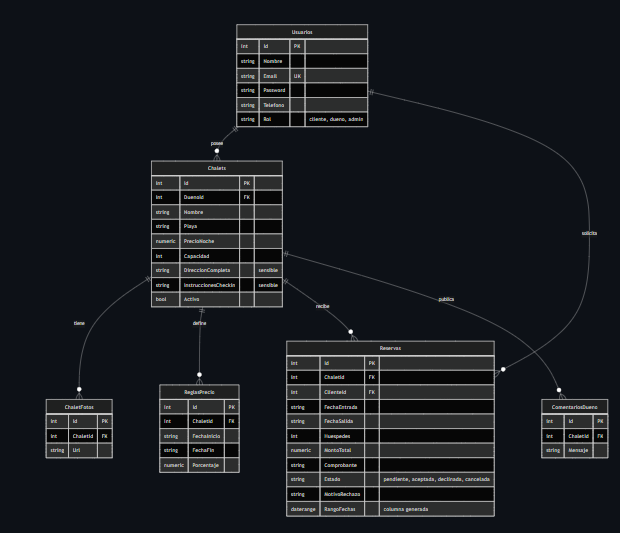 Usuarios
int Id PK
string Nombre
string Email UK
string Password
string Telefono
string Rol cliente, dueno, admin
posee
Chalets
int Id PK
int DuenoId FK
string Nombre
string Playa
numeric PrecioNoche
int Capacidad
string DireccionCompleta sensible
string InstruccionesCheckin sensible
bool Activo
solicita
tiene
define
recibe
publica
ChaletFotos
int Id PK
int ChaletId FK
string Url
ReglasPrecio
int Id PK
int ChaletId FK
string FechaInicio
string FechaFin
numeric Porcentaje
Reservas
int Id PK
int ChaletId FK
int ClienteId FK
string FechaEntrada
string FechaSalida
int Huespedes
numeric MontoTotal
string Comprobante
string Estado pendiente, aceptada, declinada, cancelada
string MotivoRechazo
daterange RangoFechas columna generada
ComentariosDueno
int Id PK
int ChaletId FK
string Mensaje